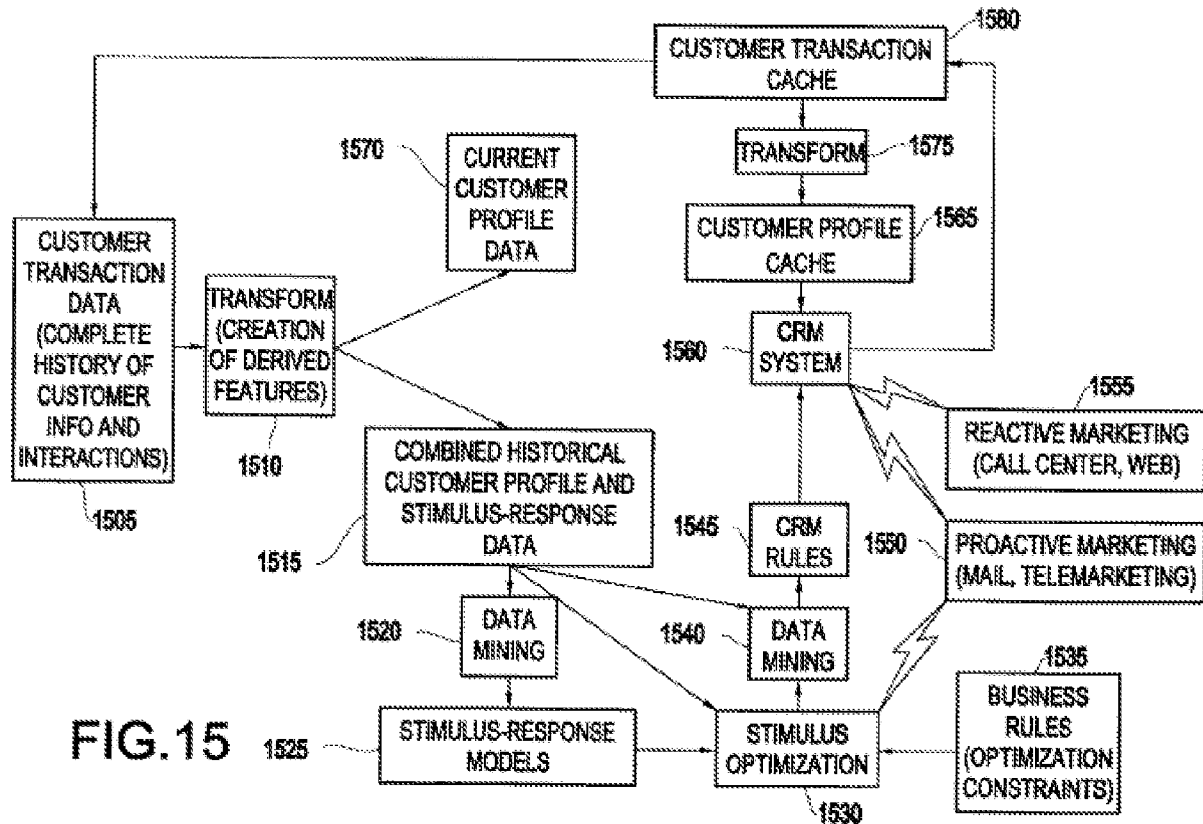 1580
CUSTOMER TRANSACTION
CACHE
1570
CURRENT
CUSTOMER
PROFILE
DATA
TRANSFORM
1575
CUSTOMER PROFILE
CACHE
1565
CUSTOMER
TRANSACTION
DATA
(COMPLETE
HISTORY OF
CUSTOMER
INFO AND
INTERACTIONS)
1505
TRANSFORM
(CREATION
OF DERIVED
FEATURES)
1510
1560
CRM
SYSTEM
1555
REACTIVE MARKETING
(CALL CENTER, WEB)
COMBINED HISTORICAL
CUSTOMER PROFILE AND
STIMULUS-RESPONSE
DATA
1515
1545
CRM
RULES
1550
PROACTIVE MARKETING
(MAIL, TELEMARKETING)
1520
DATA
MINING
1540
DATA
MINING
1535
BUSINESS
RULES
(OPTIMIZATION
CONSTRAINTS)
FIG.15
1525
STIMULUS-RESPONSE
MODELS
STIMULUS
OPTIMIZATION
1530